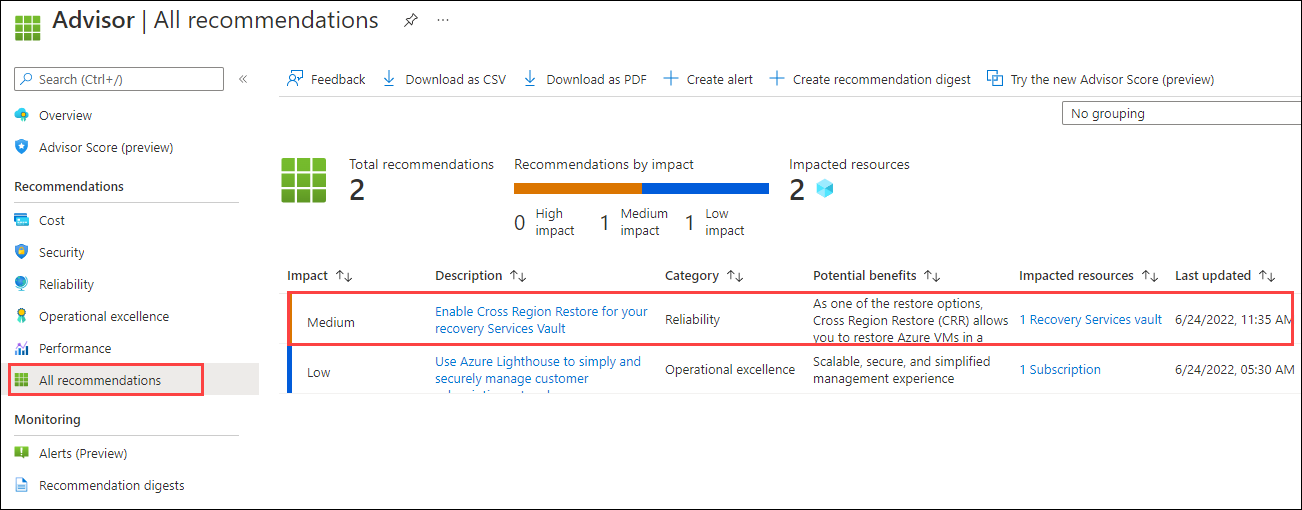 Advisor | All recommendations
Search (Ctrl+/)
Overview
Advisor Score (preview)
Recommendations
Cost
Security
Reliability
Operational excellence
Performance
All recommendations
Monitoring
Alerts (Preview)
Recommendation digests
Feedback
Download as CSV
Download as PDF
Create alert
Create recommendation digest
Try the new Advisor Score (preview)
No grouping
Total recommendations
2
Recommendations by impact
0 High impact
1 Medium impact
1 Low impact
Impacted resources
2
Impact Description Category Potential benefits Impacted resources Last updated
Medium
Enable Cross Region Restore for your
recovery Services Vault
Reliability
As one of the restore options,
Cross Region Restore (CRR) allows
you to restore Azure VMs in a
1 Recovery Services vault
6/24/2022, 11:35 AM
Low
Use Azure Lighthouse to simply and
securely manage customer
Operational excellence
Scalable, secure, and simplified
management experience
1 Subscription
6/24/2022, 05:30 AM